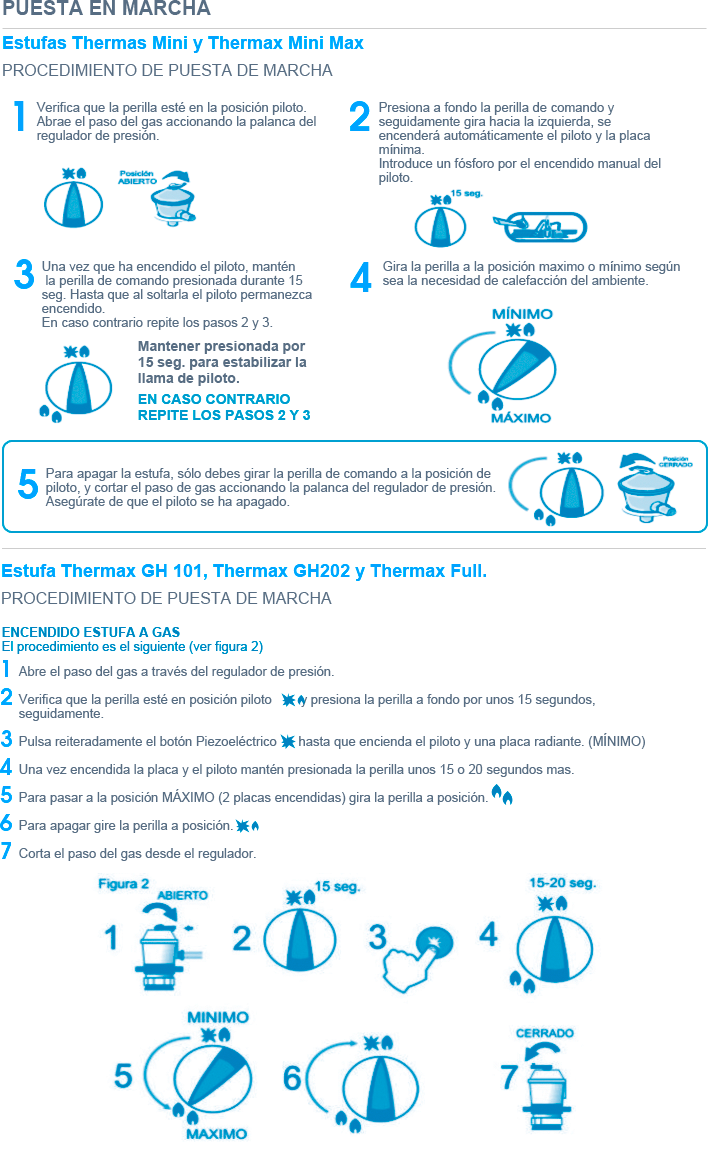 PUESTA EN MARCHA
Estufas Thermas Mini y Thermax Mini Max
PROCEDIMIENTO DE PUESTA DE MARCHA
1 Verifica que la perilla esté en la posición piloto.
Abrae el paso del gas accionando la palanca del
regulador de presión.
Posición
ABIERTO
2 Presiona a fondo la perilla de comando y
seguidamente gira hacia la izquierda, se
encenderá automáticamente el piloto y la placa
mínima.
Introduce un fósforo por el encendido manual del
piloto.
15 seg.
3 Una vez que ha encendido el piloto, mantén
la perilla de comando presionada durante 15
seg. Hasta que al soltarla el piloto permanezca
encendido.
En caso contrario repite los pasos 2 y 3.
Mantener presionada por
15 seg. para estabilizar la
llama de piloto.
EN CASO CONTRARIO
REPITE LOS PASOS 2 Y 3
4 Gira la perilla a la posición maximo o mínimo según
sea la necesidad de calefacción del ambiente.
MÍNIMO
MÁXIMO
5 Para apagar la estufa, sólo debes girar la perilla de comando a la posición de
piloto, y cortar el paso de gas accionando la palanca del regulador de presión.
Asegúrate de que el piloto se ha apagado.
Posición
CERRADO
Estufa Thermax GH 101, Thermax GH202 y Thermax Full.
PROCEDIMIENTO DE PUESTA DE MARCHA
ENCENDIDO ESTUFA A GAS
El procedimiento es el siguiente (ver figura 2)
1 Abre el paso del gas a través del regulador de presión.
2 Verifica que la perilla esté en posición piloto y presiona la perilla a fondo por unos 15 segundos,
seguidamente.
3 Pulsa reiteradamente el botón Piezoeléctrico hasta que encienda el piloto y una placa radiante. (MÍNIMO)
4 Una vez encendida la placa y el piloto mantén presionada la perilla unos 15 o 20 segundos mas.
5 Para pasar a la posición MÁXIMO (2 placas encendidas) gira la perilla a posición.
6 Para apagar gire la perilla a posición.
7 Corta el paso del gas desde el regulador.
Figura 2
ABIERTO
1
15 seg.
2
3
15-20 seg.
4
MINIMO
5
MAXIMO
6
CERRADO
7